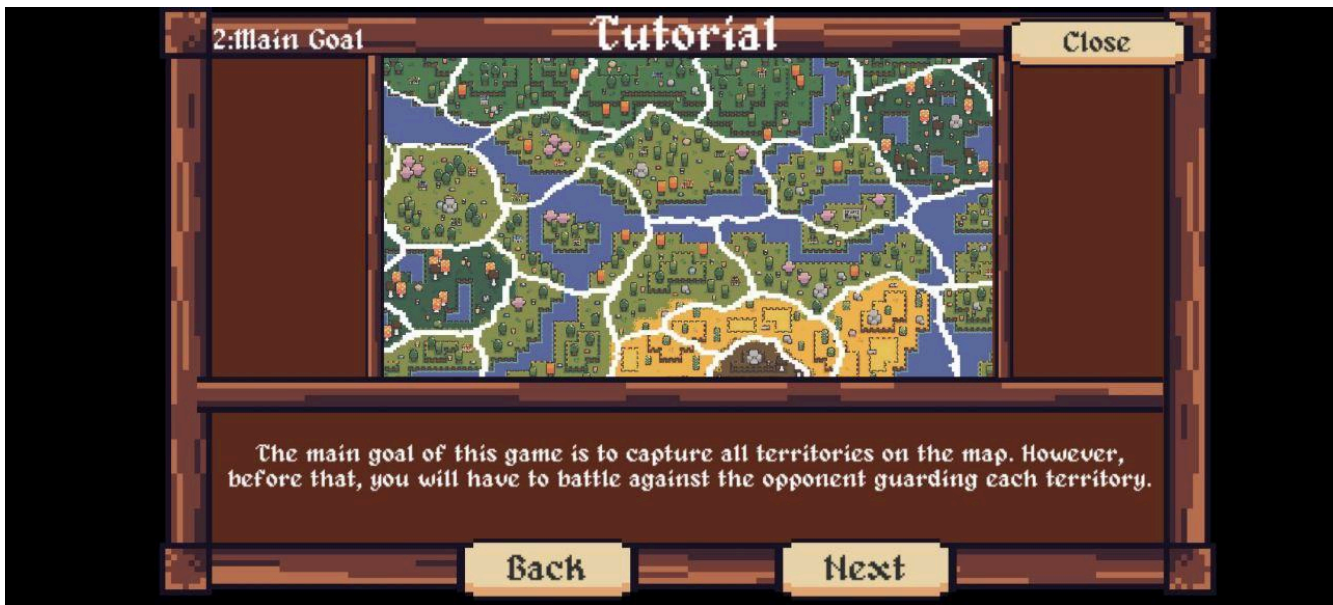 2:Main Goal
Tutorial
Close
The main goal of this game is to capture all territories on the map. However,
before that, you will have to battle against the opponent guarding each territory.
Back
Next